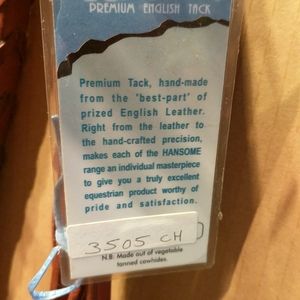 PREMIUM ENGLISH TACK
Premium Tack, hand-made
from the 'best-part' of
prized English Leather.
Right from the leather to
the hand-crafted precision,
makes each of the HANSOME
range an individual masterpiece
to give you a truly excellent
equestrian product worthy of
pride and satisfaction.
3505 CH
N.B: Made out of vegetable
tanned cowhides.